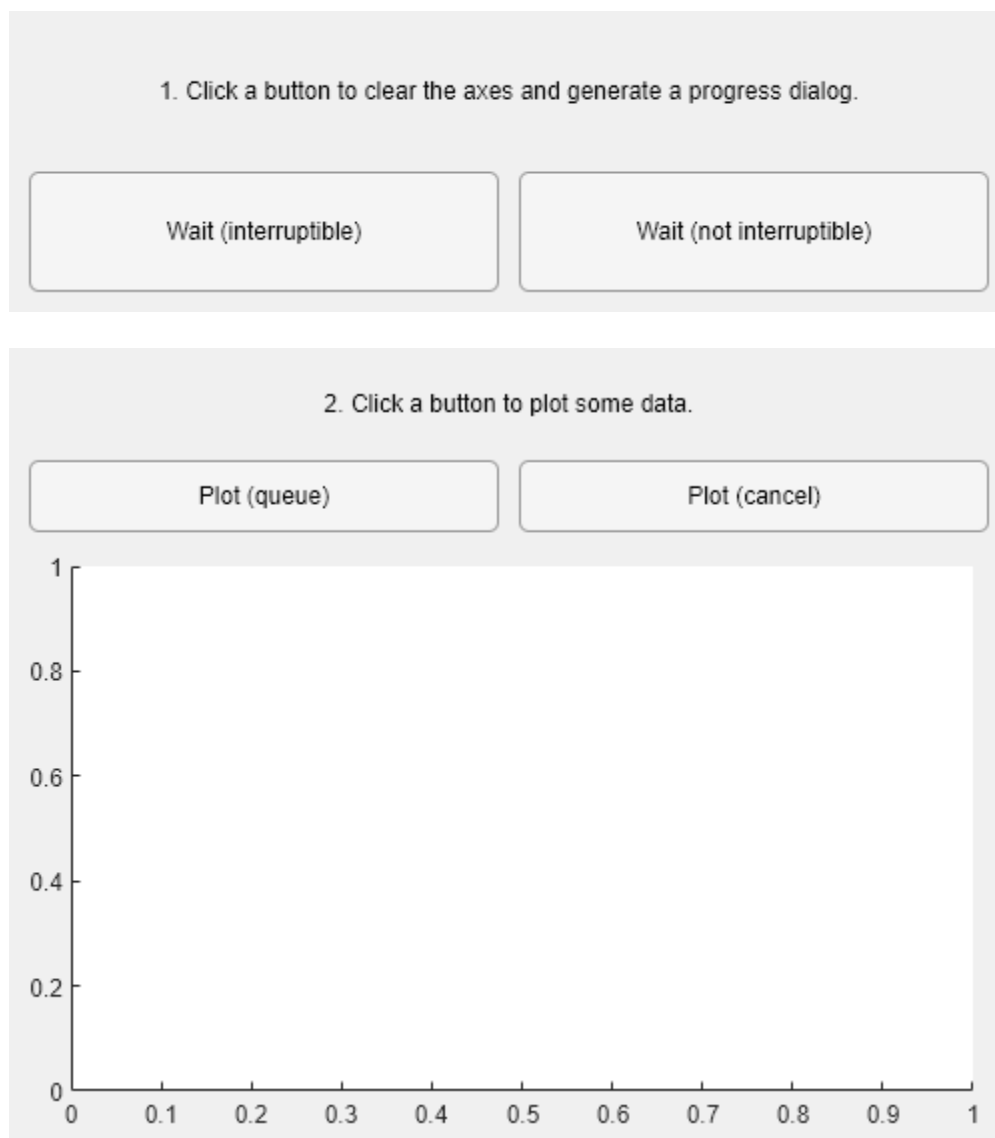 1. Click a button to clear the axes and generate a progress dialog.
Wait (interruptible) Wait (not interruptible)
2. Click a button to plot some data.
Plot (queue) Plot (cancel)
1
0.8
0.6
0.4
0.2
0
0 0.1 0.2 0.3 0.4 0.5 0.6 0.7 0.8 0.9 1